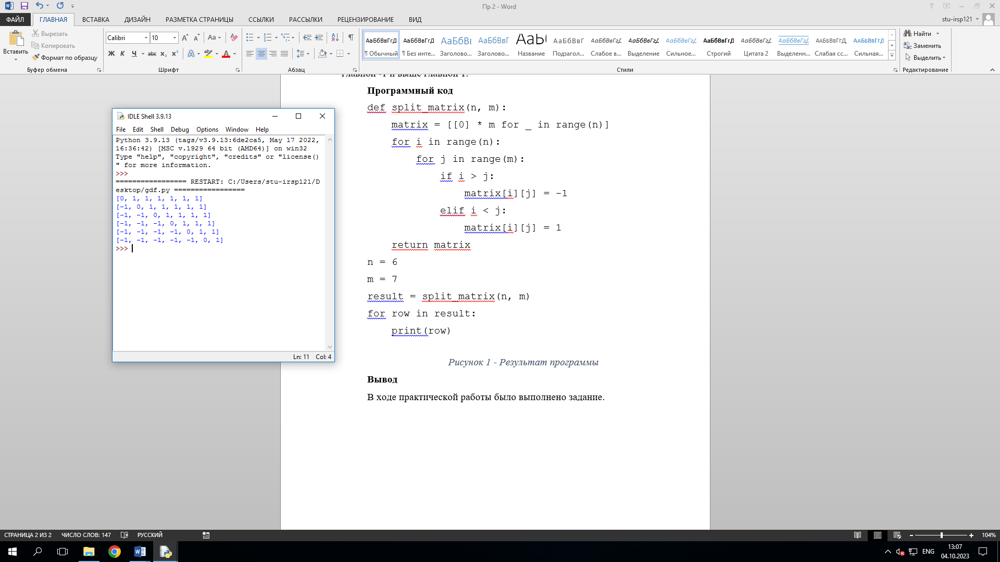 Пр 2 - Word
ФАЙЛ ГЛАВНАЯ ВСТАВКА ДИЗАЙН РАЗМЕТКА СТРАНИЦЫ ССЫЛКИ РАССЫЛКИ РЕЦЕНЗИРОВАНИЕ ВИД stu-irsp121
Вставить
Вырезать
Копировать
Формат по образцу
Буфер обмена
Calibri 10
Шрифт
Абзац
АаБбВвГгД АаБбВвГгД АаБбВв АаБбВвГ АаБ АаБбВвГ АаБбВвГгД АаБбВвГгД АаБбВвГгД АаБбВвГгД АаБбВвГгД АаБбВвГгД АаБбВвГгД АаБбВвГгД
¶ Обычный ¶ Без инте... Заголово... Заголово... Название Подзагол... Слабое в... Выделение Сильное... Строгий Цитата 2 Выделенн... Слабая сс... Сильная...
Стили
Найти
Заменить
Выделить
Редактирование
главной -1 и выше главной 1.
Программный код
def split_matrix(n, m):
matrix = [[0] * m for _ in range(n)]
for i in range(n):
for j in range(m):
if i > j:
matrix[i][j] = -1
elif i < j:
matrix[i][j] = 1
return matrix
n = 6
m = 7
result = split_matrix(n, m)
for row in result:
print(row)
Рисунок 1 - Результат программы
Вывод
В ходе практической работы было выполнено задание.
IDLE Shell 3.9.13
File Edit Shell Debug Options Window Help
Python 3.9.13 (tags/v3.9.13:6de2ca5, May 17 2022,
16:36:42) [MSC v.1929 64 bit (AMD64)] on win32
Type "help", "copyright", "credits" or "license()
" for more information.
>>>
================= RESTART: C:/Users/stu-irsp121/D
esktop/gdf.py =================
[0, 1, 1, 1, 1, 1, 1]
[-1, 0, 1, 1, 1, 1, 1]
[-1, -1, 0, 1, 1, 1, 1]
[-1, -1, -1, 0, 1, 1, 1]
[-1, -1, -1, -1, 0, 1, 1]
[-1, -1, -1, -1, -1, 0, 1]
>>>
Ln: 11 Col: 4
СТРАНИЦА 2 ИЗ 2 ЧИСЛО СЛОВ: 147 РУССКИЙ 104%
ENG
13:07
04.10.2023